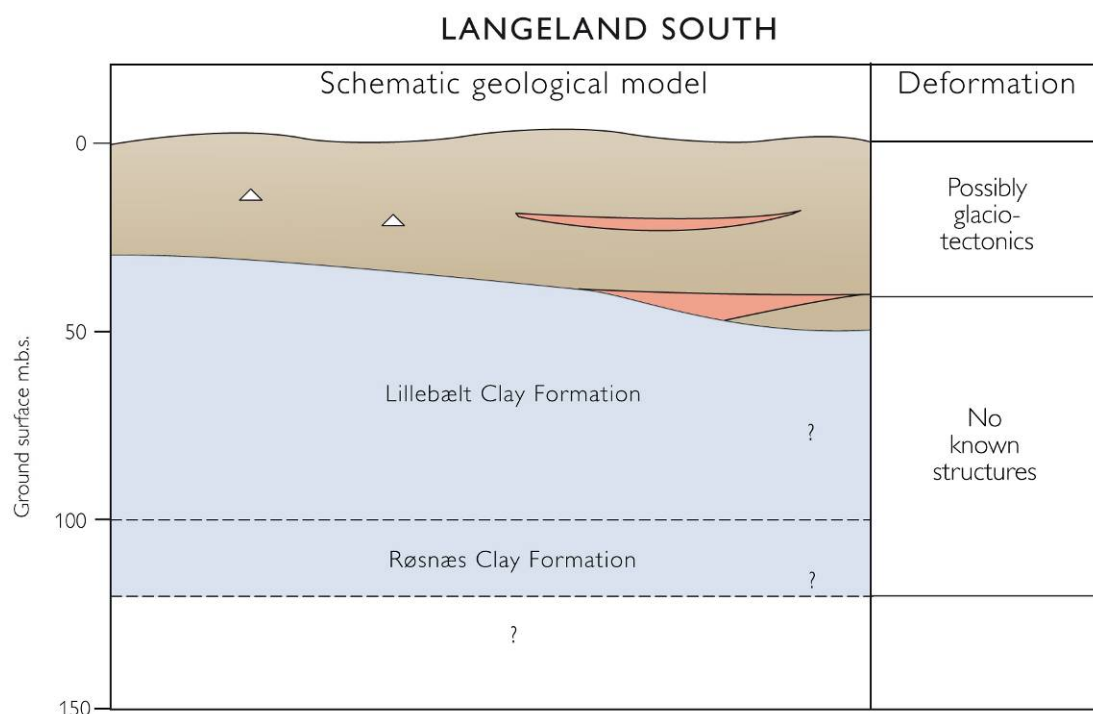 LANGELAND SOUTH
Schematic geological model
Deformation
0
Possibly
glacio-
tectonics
50
Ground surface m.b.s.
Lillebælt Clay Formation
?
No
known
structures
100
Røsnæs Clay Formation
?
?
150